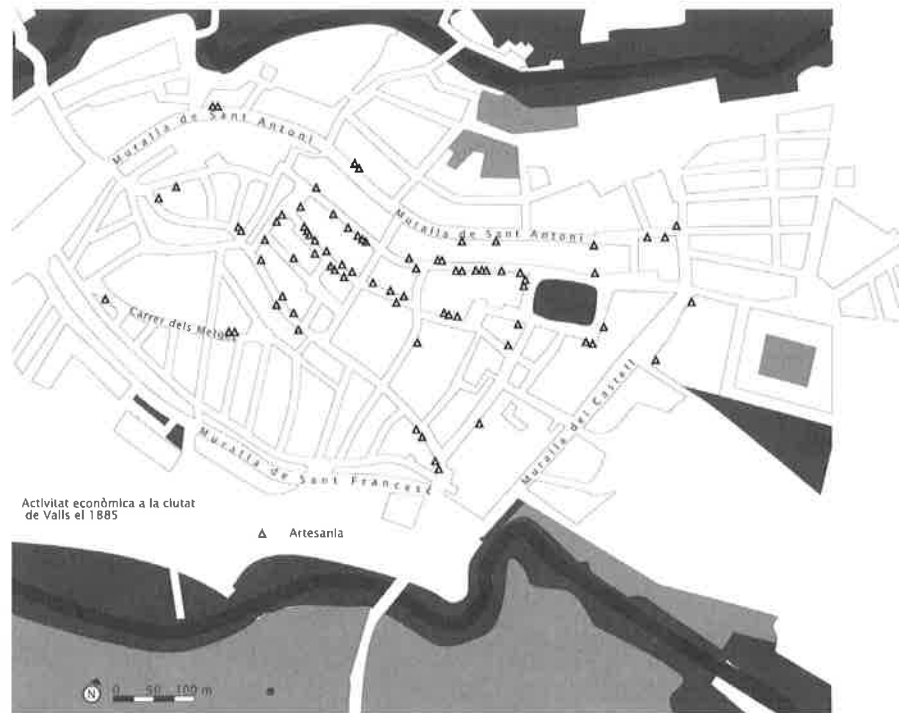 Muralla de Sant Antoni
Muralla de Sant Antoni
Carrer dels Metges
Muralla del Castell
Muralla de Sant Francesc
Activitat econòmica a la ciutat
de Valls el 1885
Artesania
N 0 50 100 m